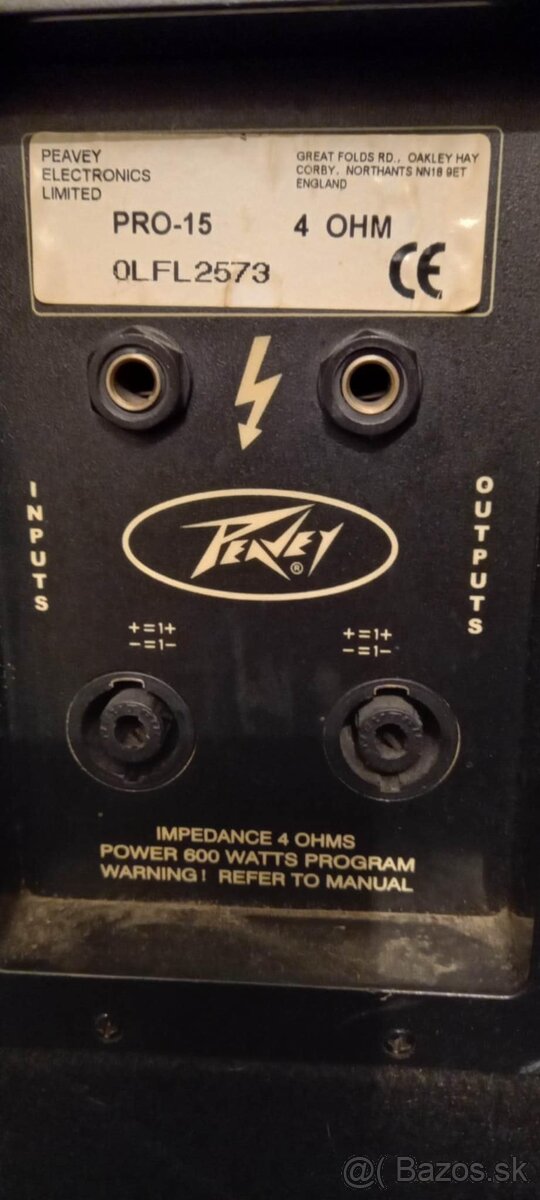 PEAVEY
ELECTRONICS
LIMITED
GREAT FOLDS RD., OAKLEY HAY
CORBY, NORTHANTS NN18 9ET
ENGLAND
PRO-15 4 OHM
0LFL2573 CE
INPUTS
OUTPUTS
PEAVEY ®
+=1+
-=1-
+=1+
-=1-
IMPEDANCE 4 OHMS
POWER 600 WATTS PROGRAM
WARNING! REFER TO MANUAL
Bazos.sk